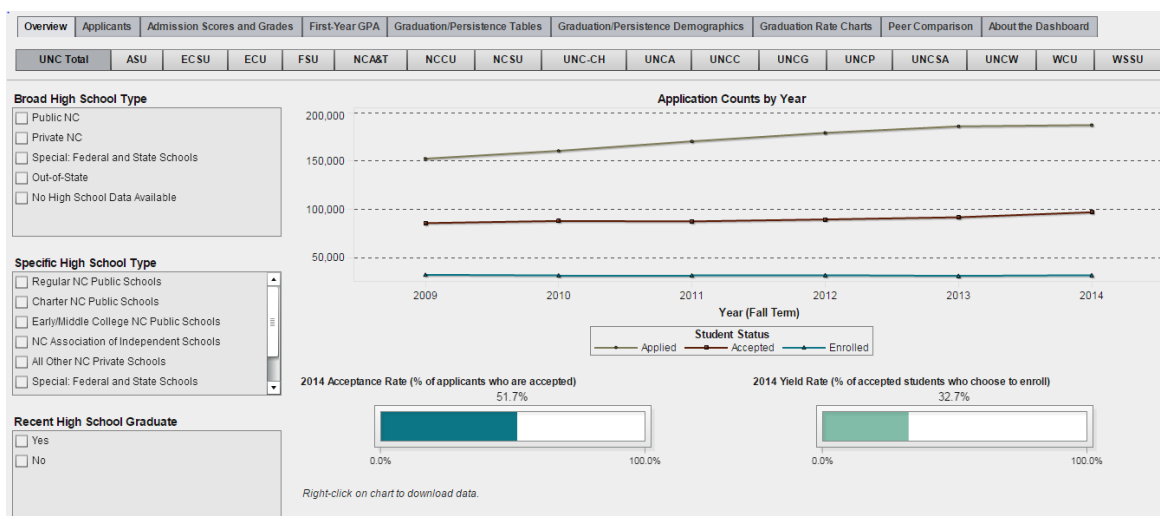 Overview Applicants Admission Scores and Grades First-Year GPA Graduation/Persistence Tables Graduation/Persistence Demographics Graduation Rate Charts Peer Comparison About the Dashboard
UNC Total ASU ECSU ECU FSU NCA&T NCCU NCSU UNC-CH UNCA UNCC UNCG UNCP UNCSA UNCW WCU WSSU
Broad High School Type
Public NC
Private NC
Special: Federal and State Schools
Out-of-State
No High School Data Available
Specific High School Type
Regular NC Public Schools
Charter NC Public Schools
Early/Middle College NC Public Schools
NC Association of Independent Schools
All Other NC Private Schools
Special: Federal and State Schools
Recent High School Graduate
Yes
No
Application Counts by Year
200,000
150,000
100,000
50,000
2009 2010 2011 2012 2013 2014
Year (Fall Term)
Student Status
Applied Accepted Enrolled
2014 Acceptance Rate (% of applicants who are accepted)
51.7%
0.0% 100.0%
2014 Yield Rate (% of accepted students who choose to enroll)
32.7%
0.0% 100.0%
Right-click on chart to download data.